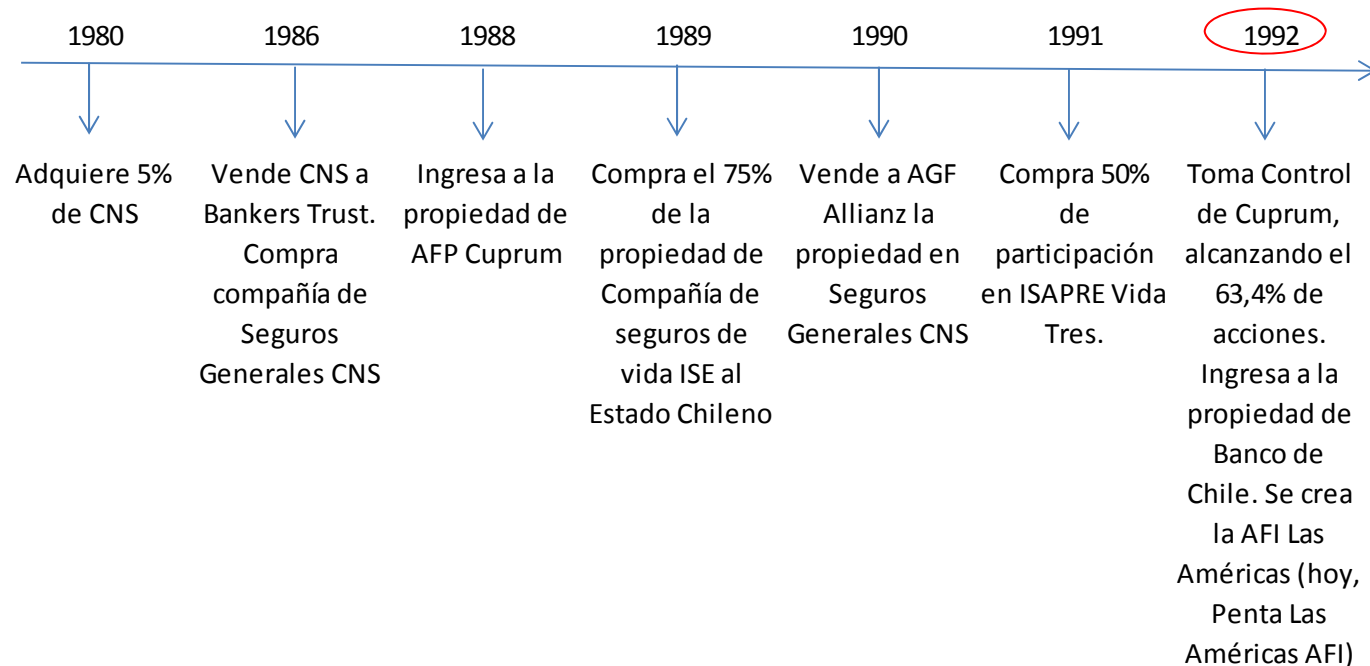 1980
1986
1988
1989
1990
1991
1992
Adquiere 5%
de CNS
Vende CNS a
Bankers Trust.
Compra
compañía de
Seguros
Generales CNS
Ingresa a la
propiedad de
AFP Cuprum
Compra el 75%
de la
propiedad de
Compañía de
seguros de
vida ISE al
Estado Chileno
Vende a AGF
Allianz la
propiedad en
Seguros
Generales CNS
Compra 50%
de
participación
en ISAPRE Vida
Tres.
Toma Control
de Cuprum,
alcanzando el
63,4% de
acciones.
Ingresa a la
propiedad de
Banco de
Chile. Se crea
la AFI Las
Américas (hoy,
Penta Las
Américas AFI)